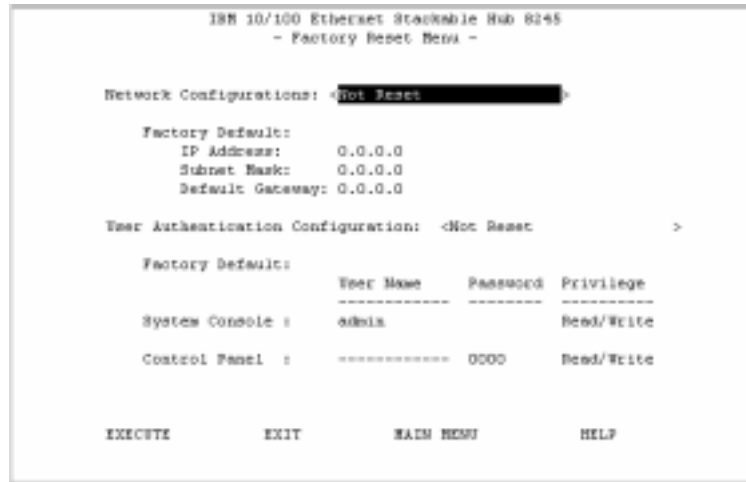 IBM 10/100 Ethernet Stackable Hub 8245
- Factory Reset Menu -
Network Configurations: <Not Reset >
Factory Default:
IP Address: 0.0.0.0
Subnet Mask: 0.0.0.0
Default Gateway: 0.0.0.0
User Authentication Configuration: <Not Reset >
Factory Default:
User Name Password Privilege
------------ -------- ----------
System Console : admin Read/Write
Control Panel : ------------ 0000 Read/Write
EXECUTE EXIT MAIN MENU HELP